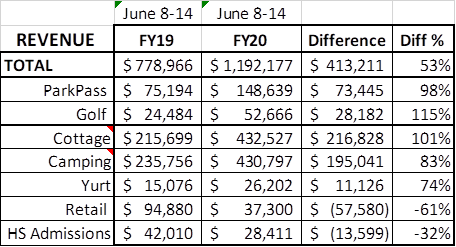 June 8-14 June 8-14
REVENUE FY19 FY20 Difference Diff %
TOTAL $ 778,966 $ 1,192,177 $ 413,211 53%
ParkPass $ 75,194 $ 148,639 $ 73,445 98%
Golf $ 24,484 $ 52,666 $ 28,182 115%
Cottage $ 215,699 $ 432,527 $ 216,828 101%
Camping $ 235,756 $ 430,797 $ 195,041 83%
Yurt $ 15,076 $ 26,202 $ 11,126 74%
Retail $ 94,880 $ 37,300 $ (57,580) -61%
HS Admissions $ 42,010 $ 28,411 $ (13,599) -32%